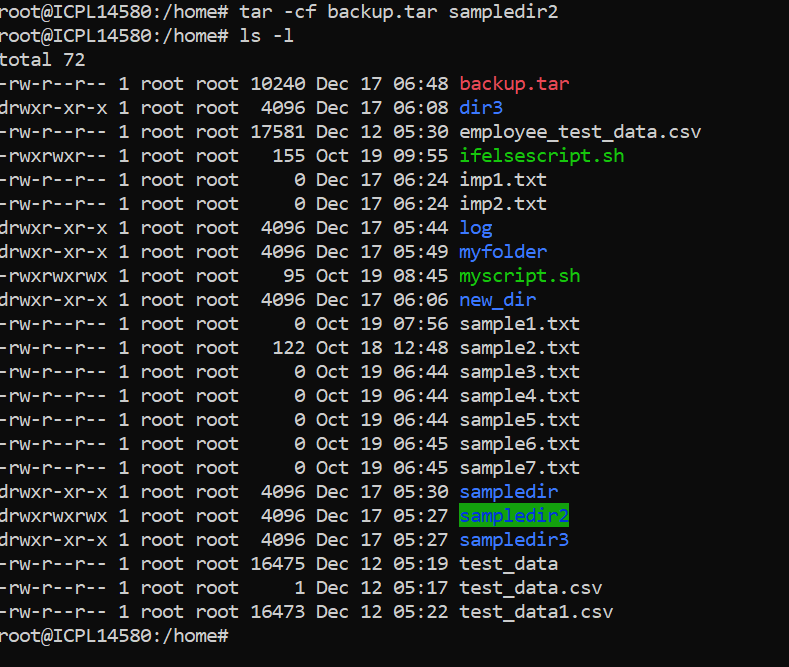 root@ICPL14580:/home# tar -cf backup.tar sampledir2
root@ICPL14580:/home# ls -l
total 72
-rw-r--r-- 1 root root 10240 Dec 17 06:48 backup.tar
drwxr-xr-x 1 root root  4096 Dec 17 06:08 dir3
-rw-r--r-- 1 root root 17581 Dec 12 05:30 employee_test_data.csv
-rwxrwxr-- 1 root root   155 Oct 19 09:55 ifelsescript.sh
-rw-r--r-- 1 root root     0 Dec 17 06:24 imp1.txt
-rw-r--r-- 1 root root     0 Dec 17 06:24 imp2.txt
drwxr-xr-x 1 root root  4096 Dec 17 05:44 log
drwxr-xr-x 1 root root  4096 Dec 17 05:49 myfolder
-rwxrwxrwx 1 root root    95 Oct 19 08:45 myscript.sh
drwxr-xr-x 1 root root  4096 Dec 17 06:06 new_dir
-rw-r--r-- 1 root root     0 Oct 19 07:56 sample1.txt
-rw-r--r-- 1 root root   122 Oct 18 12:48 sample2.txt
-rw-r--r-- 1 root root     0 Oct 19 06:44 sample3.txt
-rw-r--r-- 1 root root     0 Oct 19 06:44 sample4.txt
-rw-r--r-- 1 root root     0 Oct 19 06:44 sample5.txt
-rw-r--r-- 1 root root     0 Oct 19 06:45 sample6.txt
-rw-r--r-- 1 root root     0 Oct 19 06:45 sample7.txt
drwxr-xr-x 1 root root  4096 Dec 17 05:30 sampledir
drwxrwxrwx 1 root root  4096 Dec 17 05:27 sampledir2
drwxr-xr-x 1 root root  4096 Dec 17 05:27 sampledir3
-rw-r--r-- 1 root root 16475 Dec 12 05:19 test_data
-rw-r--r-- 1 root root     1 Dec 12 05:17 test_data.csv
-rw-r--r-- 1 root root 16473 Dec 12 05:22 test_data1.csv
root@ICPL14580:/home#